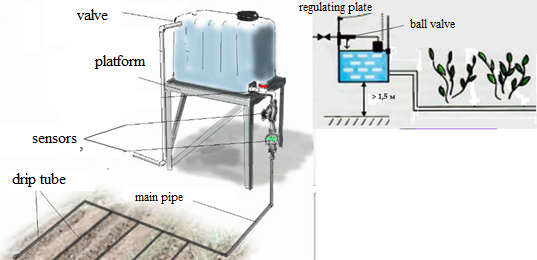 valve
platform
sensors
,
drip tube
main pipe
regulating plate
ball valve
> 1,5 м